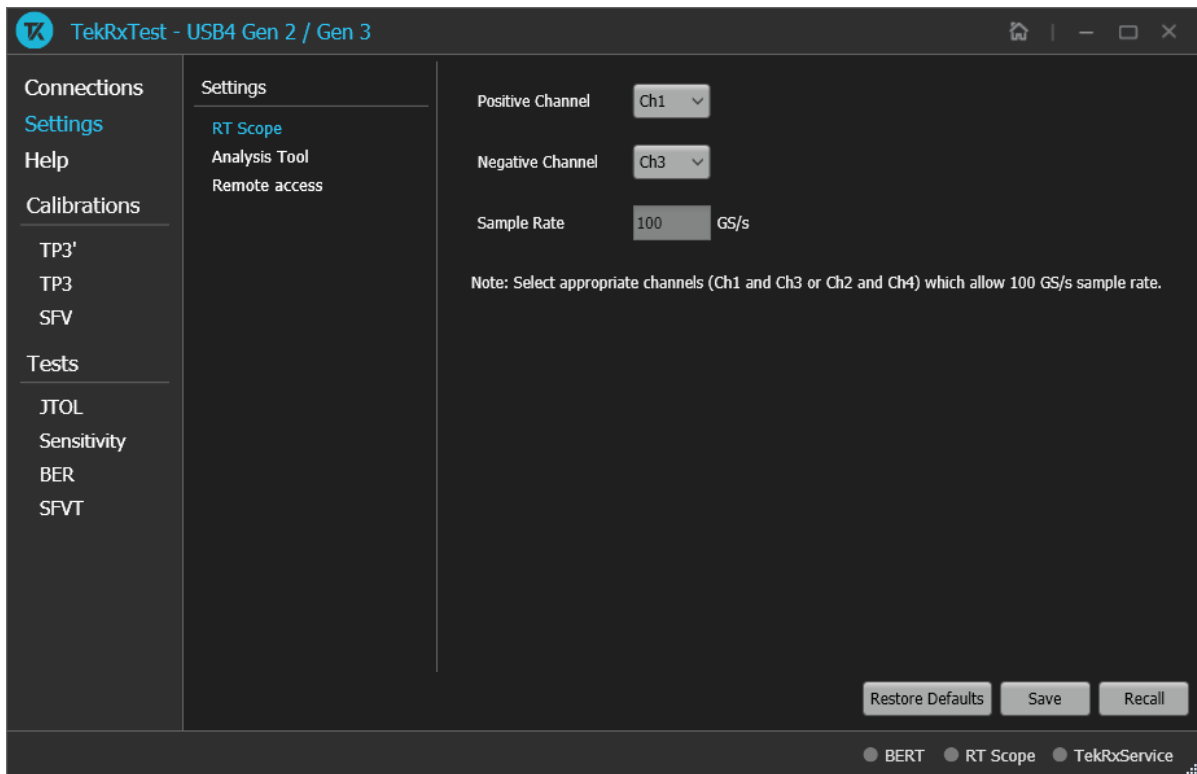 TK TekRxTest - USB4 Gen 2 / Gen 3
Connections
Settings
Help
Calibrations
TP3'
TP3
SFV
Tests
JTOL
Sensitivity
BER
SFVT
Settings
RT Scope
Analysis Tool
Remote access
Positive Channel Ch1
Negative Channel Ch3
Sample Rate 100 GS/s
Note: Select appropriate channels (Ch1 and Ch3 or Ch2 and Ch4) which allow 100 GS/s sample rate.
Restore Defaults Save Recall
BERT RT Scope TekRxService